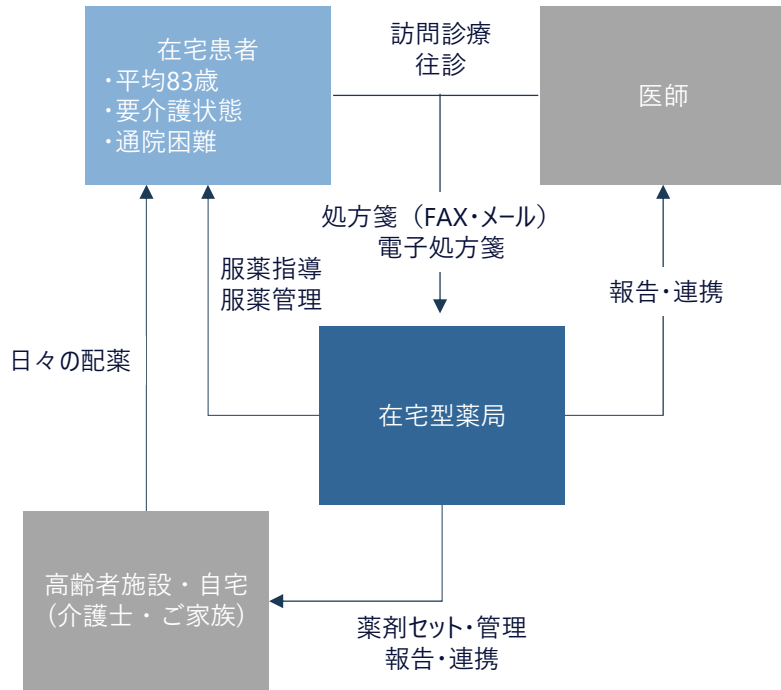 在宅患者
・平均83歳
・要介護状態
・通院困難
訪問診療
往診
医師
処方箋（FAX・メール）
電子処方箋
服薬指導
服薬管理
報告・連携
日々の配薬
在宅型薬局
高齢者施設・自宅
（介護士・ご家族）
薬剤セット・管理
報告・連携